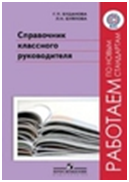 Справочник
классного
руководителя
РАБОТАЕМ
ПО НОВЫМ
СТАНДАРТАМ